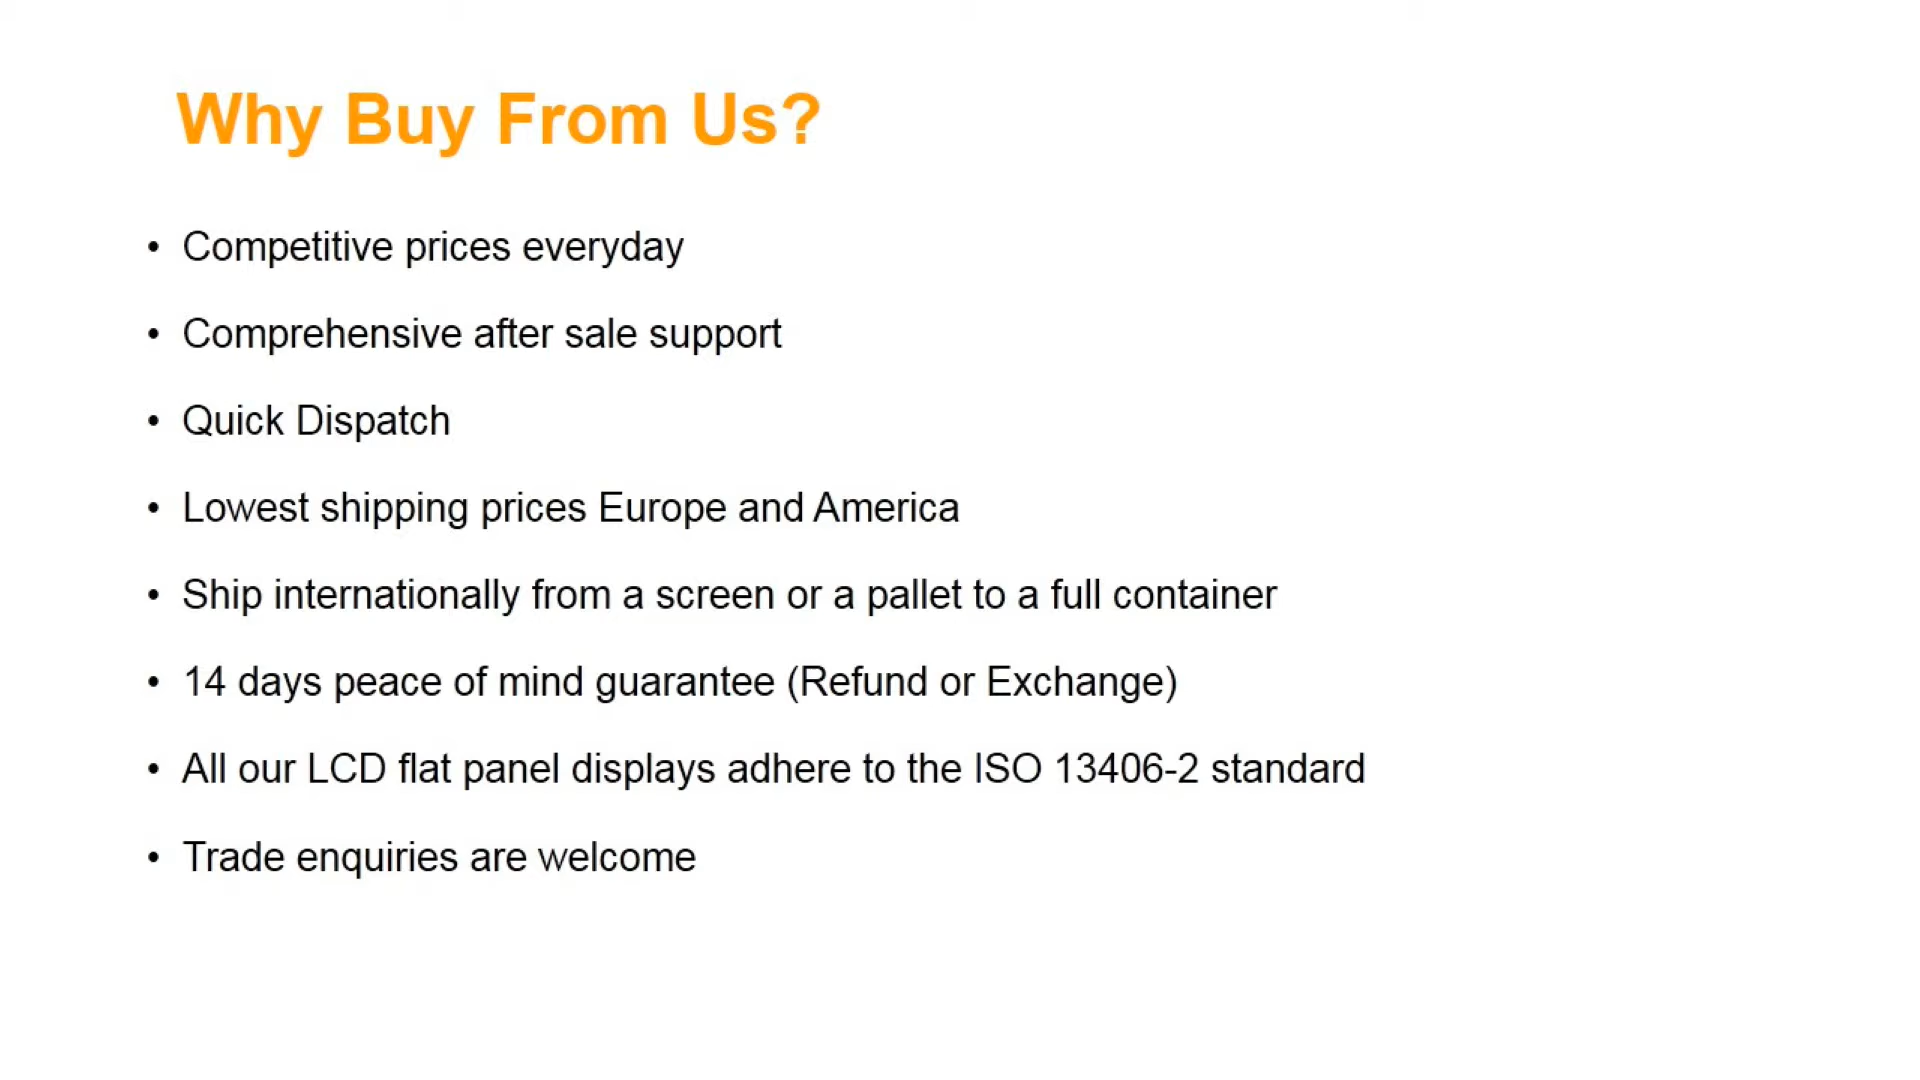 Why Buy From Us?
• Competitive prices everyday
• Comprehensive after sale support
• Quick Dispatch
• Lowest shipping prices Europe and America
• Ship internationally from a screen or a pallet to a full container
• 14 days peace of mind guarantee (Refund or Exchange)
• All our LCD flat panel displays adhere to the ISO 13406-2 standard
• Trade enquiries are welcome